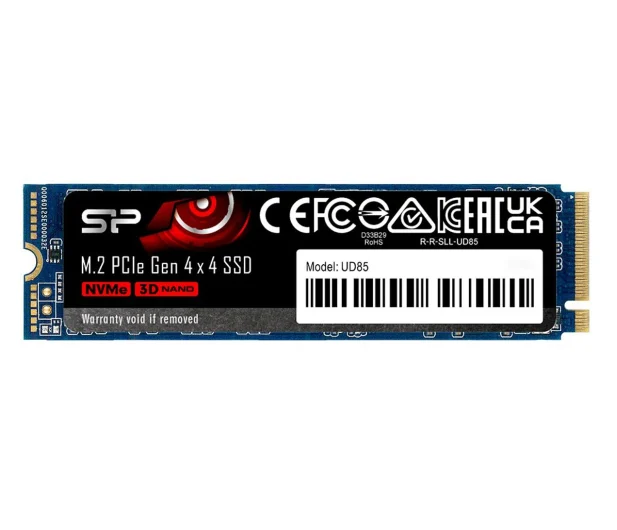 SP
M.2 PCIe Gen 4 x 4 SSD
NVMe 3D NAND
Warranty void if removed
CE FC EAC UK CA
D33B29
RoHS
R-R-SLL-UD85
Model: UD85